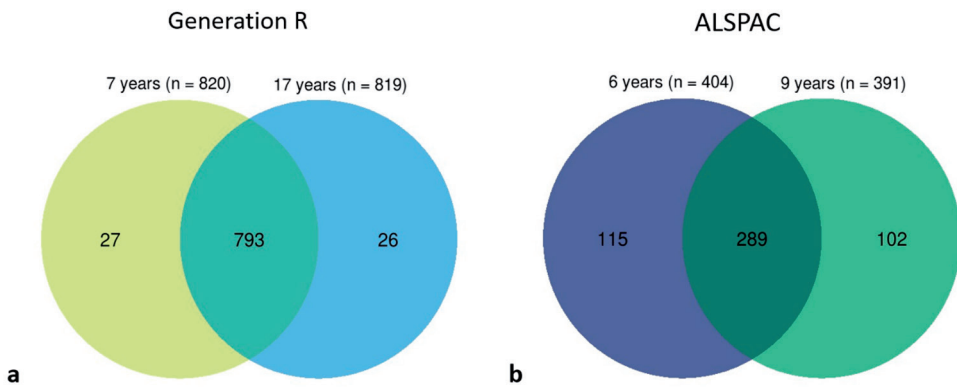 Generation R
ALSPAC
7 years (n = 820)
17 years (n = 819)
6 years (n = 404)
9 years (n = 391)
27
793
26
115
289
102
a
b